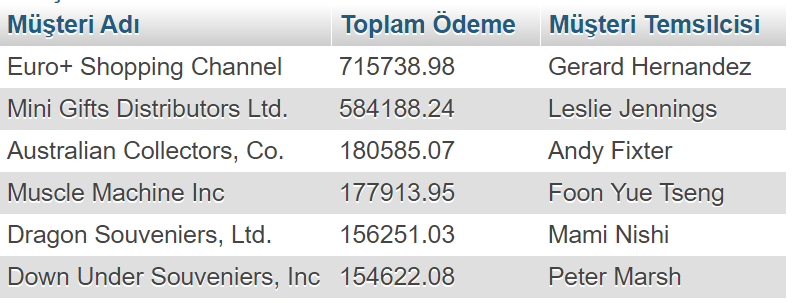 Müşteri Adı Toplam Ödeme Müşteri Temsilcisi
Euro+ Shopping Channel 715738.98 Gerard Hernandez
Mini Gifts Distributors Ltd. 584188.24 Leslie Jennings
Australian Collectors, Co. 180585.07 Andy Fixter
Muscle Machine Inc 177913.95 Foon Yue Tseng
Dragon Souveniers, Ltd. 156251.03 Mami Nishi
Down Under Souveniers, Inc 154622.08 Peter Marsh